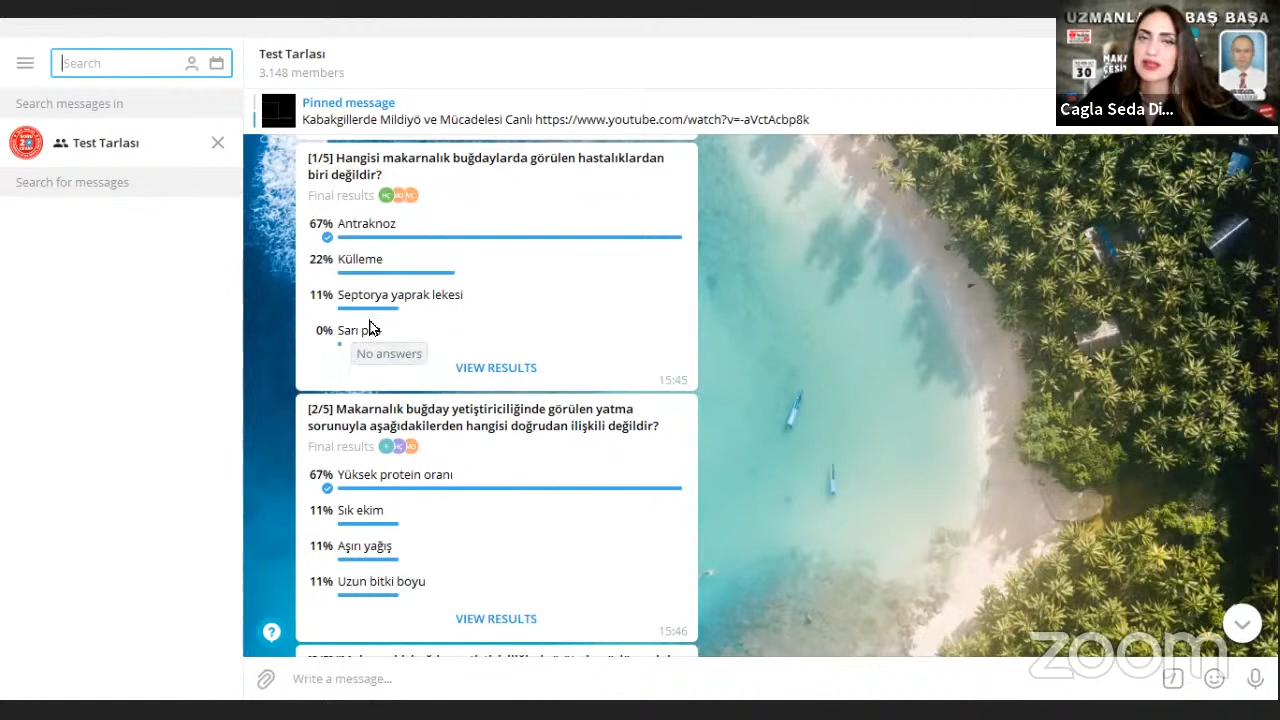 Search
Search messages in
Test Tarlası
Search for messages
Test Tarlası
3.148 members
Pinned message
Kabakgillerde Mildiyö ve Mücadelesi Canlı https://www.youtube.com/watch?v=-aVctAcbp8k
[1/5] Hangisi makarnalık buğdaylarda görülen hastalıklardan
biri değildir?
Final results
67% Antraknoz
22% Külleme
11% Septorya yaprak lekesi
0% Sarı
No answers
VIEW RESULTS
15:45
[2/5] Makarnalık buğday yetiştiriciliğinde görülen yatma
sorunuyla aşağıdakilerden hangisi doğrudan ilişkili değildir?
Final results
67% Yüksek protein oranı
11% Sık ekim
11% Aşırı yağış
11% Uzun bitki boyu
VIEW RESULTS
15:46
Write a message...
BAŞ BAŞA
30
Cagla Seda Di...
zoom